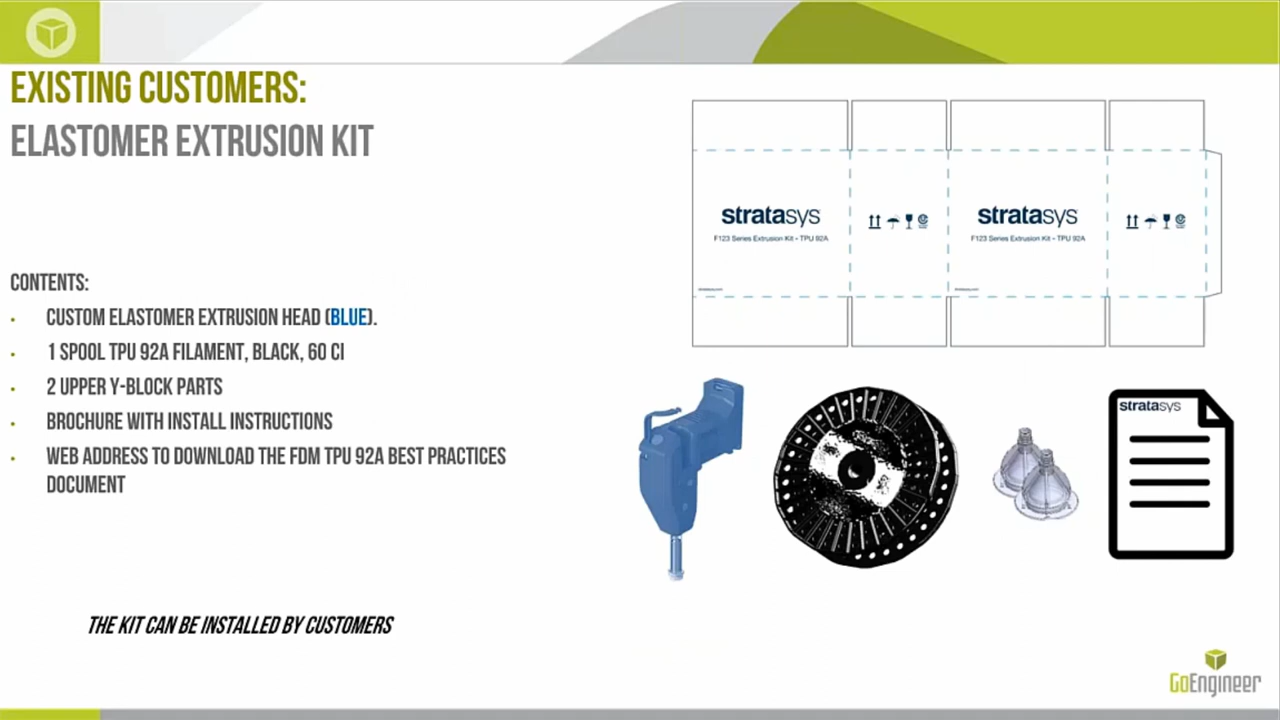 EXISTING CUSTOMERS:
ELASTOMER EXTRUSION KIT
CONTENTS:
• CUSTOM ELASTOMER EXTRUSION HEAD (BLUE).
• 1 SPOOL TPU 92A FILAMENT, BLACK, 60 CI
• 2 UPPER Y-BLOCK PARTS
• BROCHURE WITH INSTALL INSTRUCTIONS
• WEB ADDRESS TO DOWNLOAD THE FDM TPU 92A BEST PRACTICES
DOCUMENT
THE KIT CAN BE INSTALLED BY CUSTOMERS
stratasys
F123 Series Extrusion Kit - TPU 92A
stratasys
F123 Series Extrusion Kit - TPU 92A
stratasys
GoEngineer